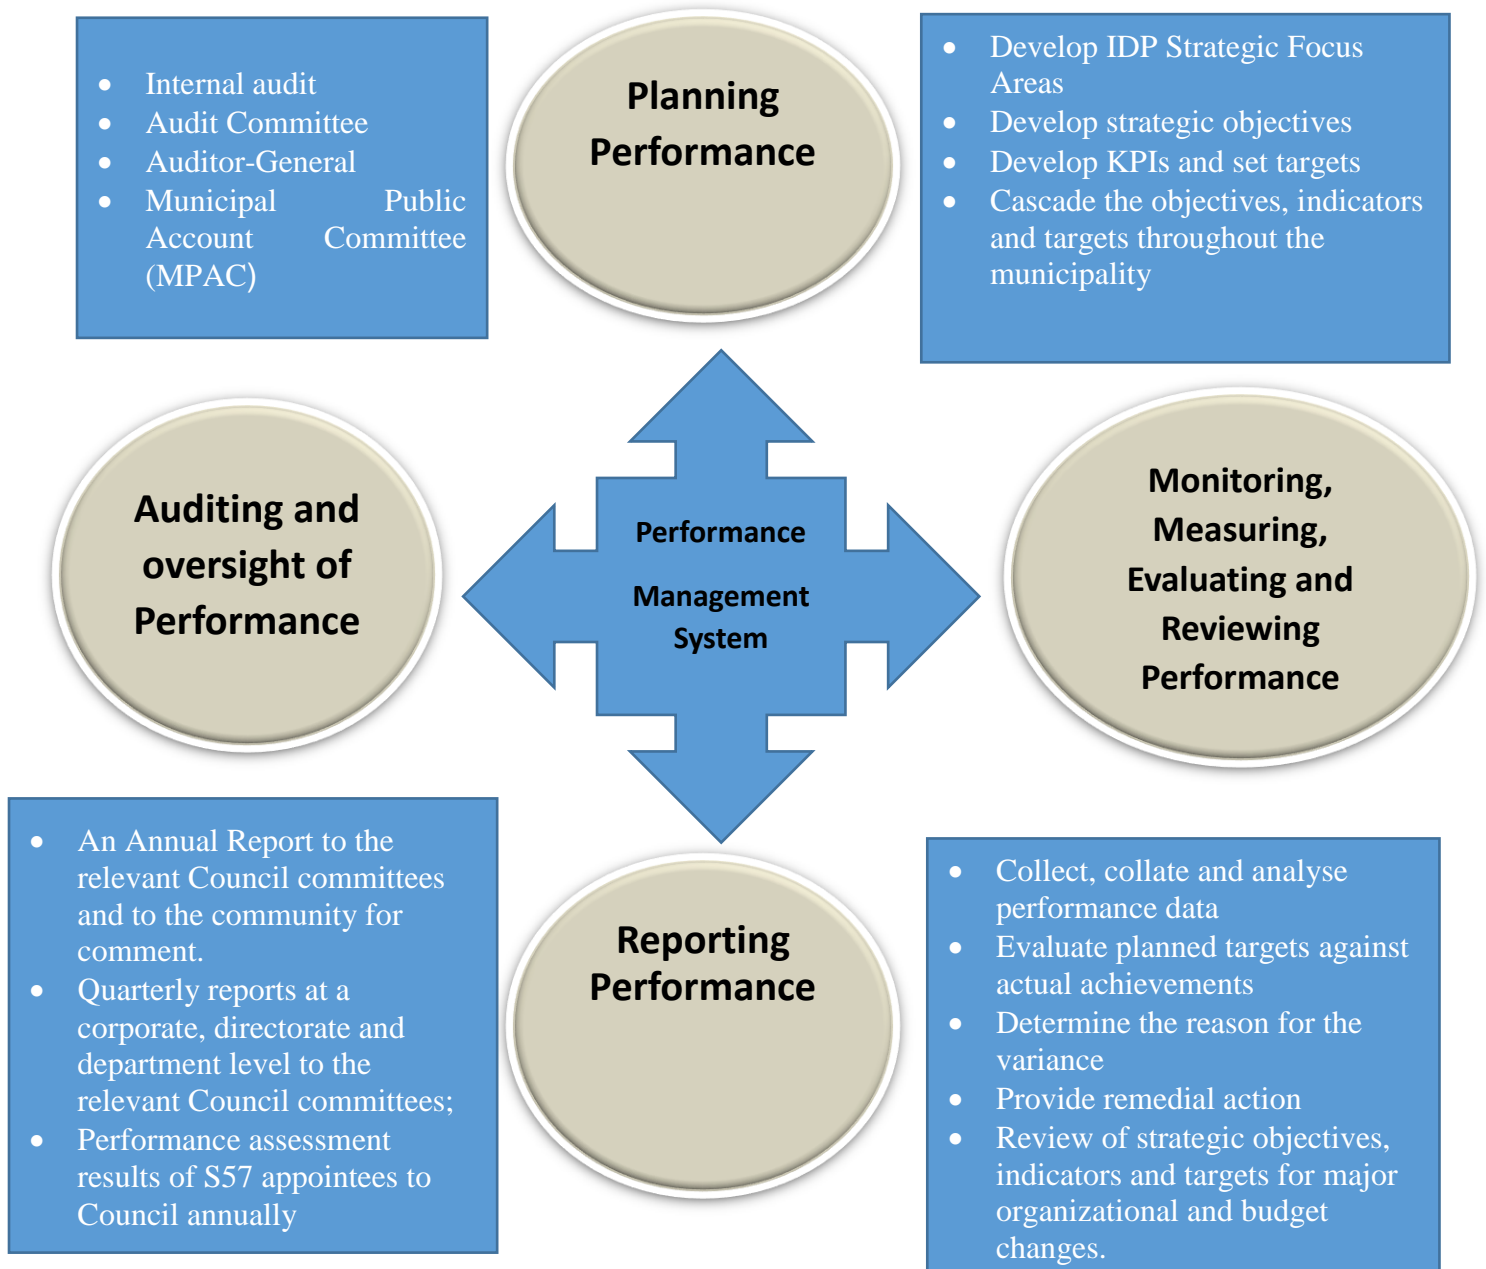 • Internal audit
• Audit Committee
• Auditor-General
• Municipal Public
Account Committee
(MPAC)
Planning
Performance
• Develop IDP Strategic Focus
Areas
• Develop strategic objectives
• Develop KPIs and set targets
• Cascade the objectives, indicators
and targets throughout the
municipality
Auditing and
oversight of
Performance
Performance
Management
System
Monitoring,
Measuring,
Evaluating and
Reviewing
Performance
• An Annual Report to the
relevant Council committees
and to the community for
comment.
• Quarterly reports at a
corporate, directorate and
department level to the
relevant Council committees;
• Performance assessment
results of S57 appointees to
Council annually
Reporting
Performance
• Collect, collate and analyse
performance data
• Evaluate planned targets against
actual achievements
• Determine the reason for the
variance
• Provide remedial action
• Review of strategic objectives,
indicators and targets for major
organizational and budget
changes.